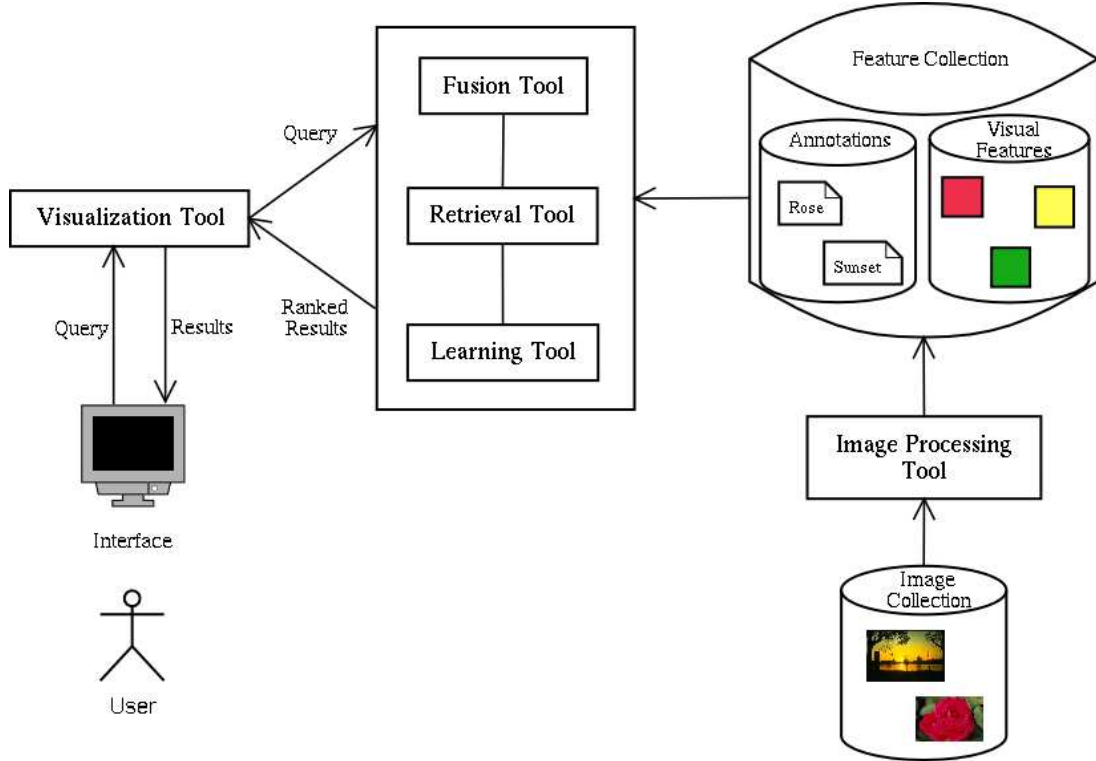 Fusion Tool
Feature Collection
Query
Annotations
Visual
Features
Visualization Tool
Retrieval Tool
Rose
Sunset
Query
Results
Ranked
Results
Learning Tool
Image Processing
Tool
Interface
Image
Collection
User